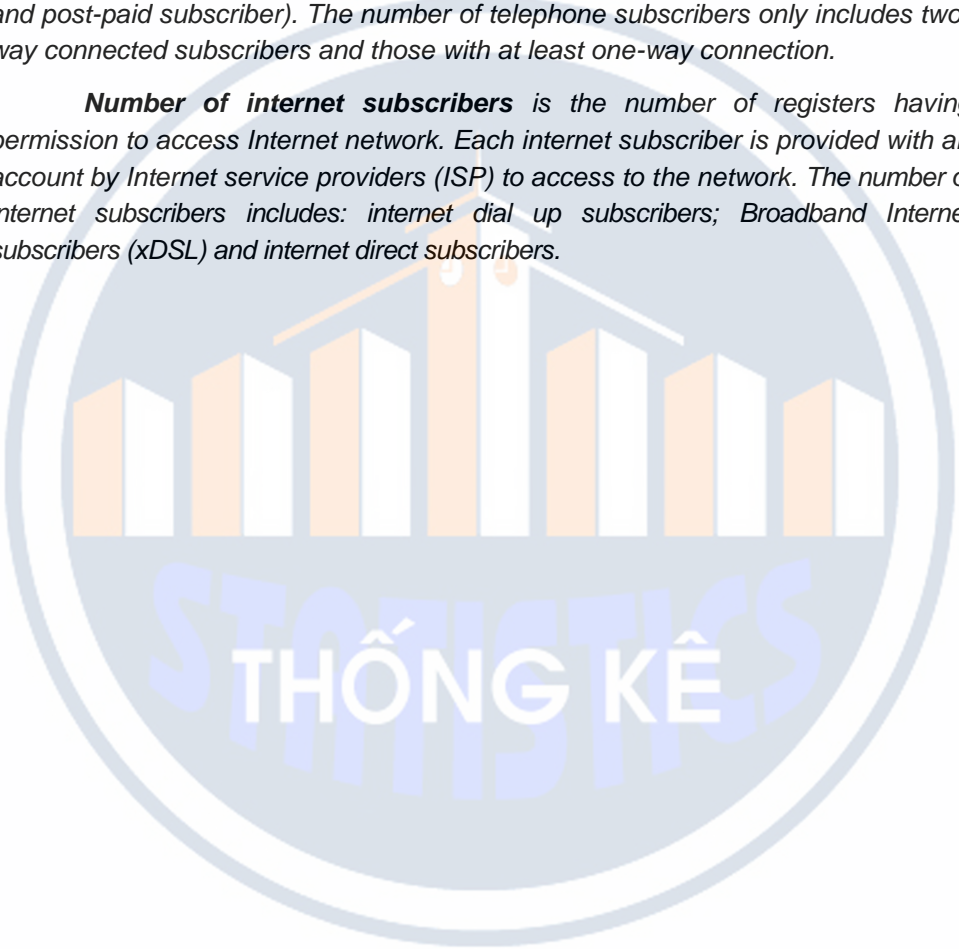 and post-paid subscriber). The number of telephone subscribers only includes two
way connected subscribers and those with at least one-way connection.
Number of internet subscribers is the number of registers having
permission to access Internet network. Each internet subscriber is provided with
account by Internet service providers (ISP) to access to the network. The number
internet subscribers includes: internet dial up subscribers; Broadband
subscribers (xDSL) and internet direct subscribers.
STATISTICS
THỐNG KÊ